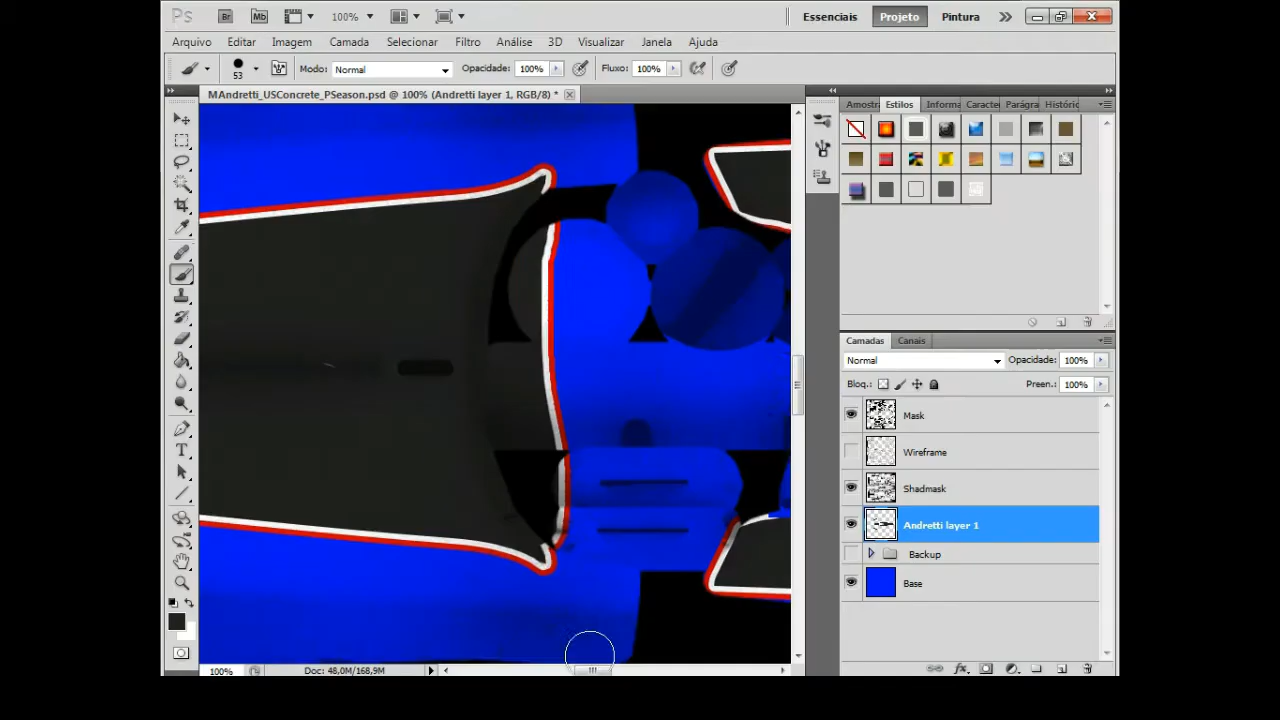 Ps Br Mb 100% Essenciais Projeto Pintura
Arquivo Editar Imagem Camada Selecionar Filtro Análise 3D Visualizar Janela Ajuda
53 Modo: Normal Opacidade: 100% Fluxo: 100%
MAndretti_USConcrete_PSeason.psd @ 100% (Andretti layer 1, RGB/8) *
Amostr Estilos Informa Caracte Parágra Históric
Camadas Canais
Normal Opacidade: 100%
Bloq.: Preen.: 100%
Mask
Wireframe
Shadmask
Andretti layer 1
Backup
Base
100% Doc: 48,0M/168,9M